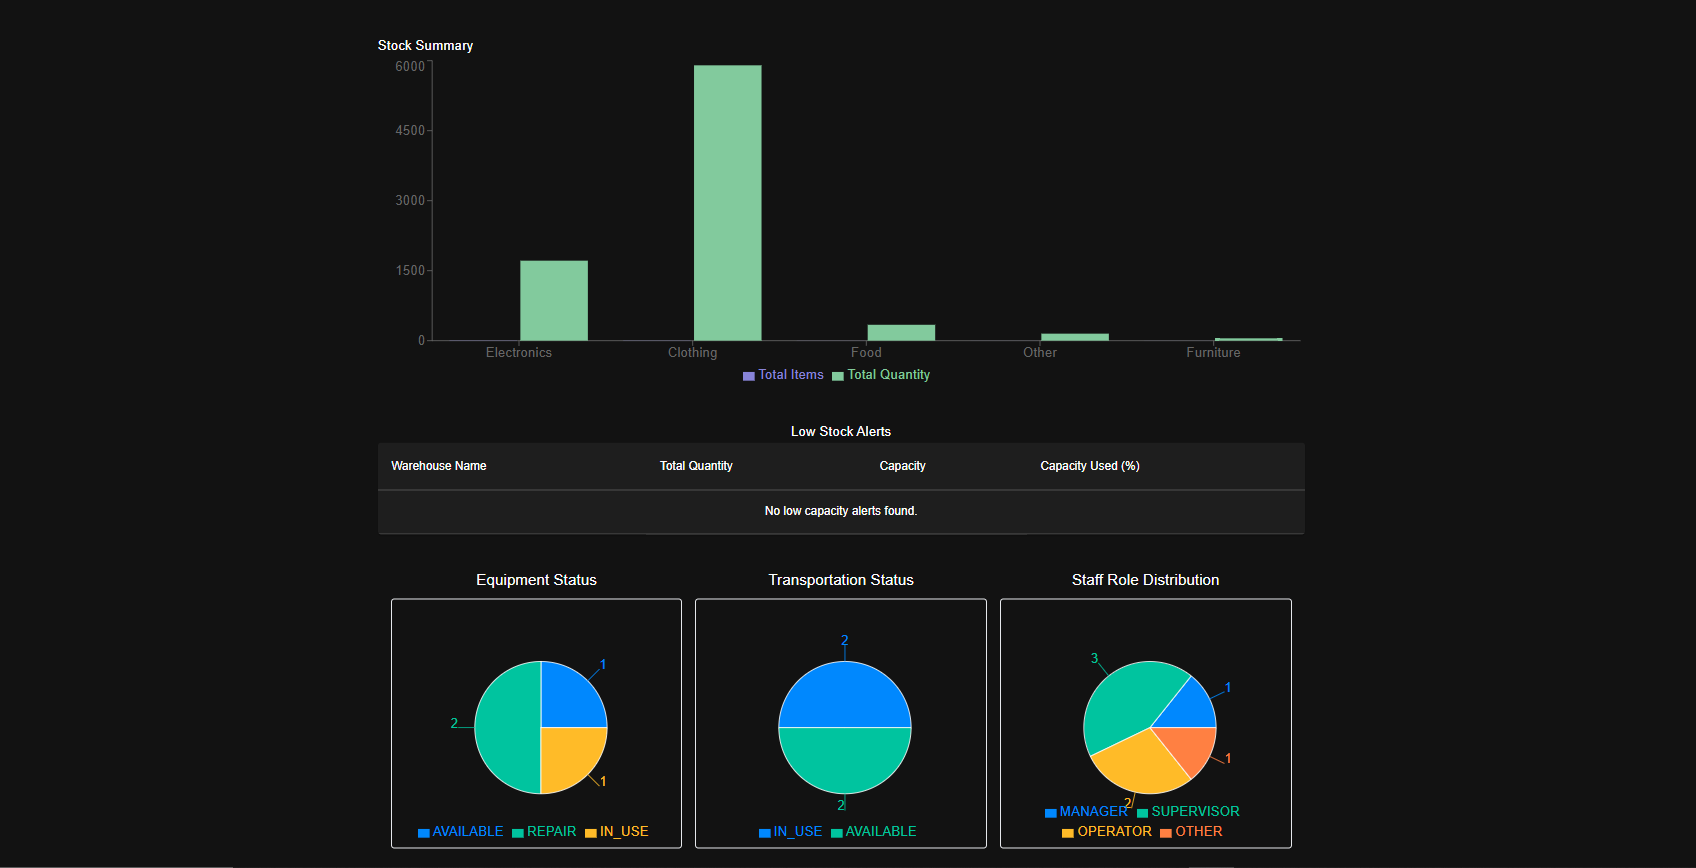 Stock Summary
6000
4500
3000
1500
0
Electronics Clothing Food Other Furniture
Total Items Total Quantity
Low Stock Alerts
Warehouse Name Total Quantity Capacity Capacity Used (%)
No low capacity alerts found.
Equipment Status
1
2
1
AVAILABLE REPAIR IN_USE
Transportation Status
2
2
IN_USE AVAILABLE
Staff Role Distribution
3
1
1
2
MANAGER SUPERVISOR
OPERATOR OTHER